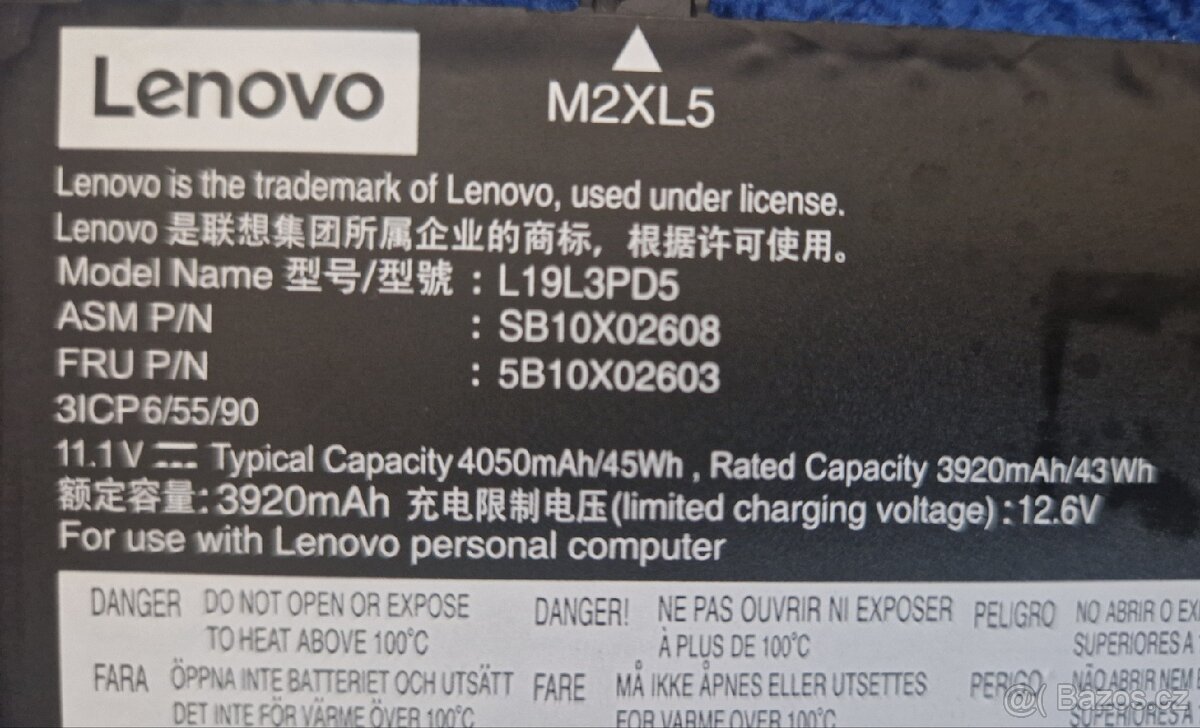 Lenovo
M2XL5
Lenovo is the trademark of Lenovo, used under license.
Lenovo 是联想集团所属企业的商标，根据许可使用。
Model Name 型号/型號 : L19L3PD5
ASM P/N : SB10X02608
FRU P/N : 5B10X02603
3ICP6/55/90
11.1V Typical Capacity 4050mAh/45Wh , Rated Capacity 3920mAh/43Wh
额定容量: 3920mAh 充电限制电压(limited charging voltage) : 12.6V
For use with Lenovo personal computer
DANGER DO NOT OPEN OR EXPOSE
TO HEAT ABOVE 100°C
DANGER! NE PAS OUVRIR NI EXPOSER
À PLUS DE 100°C
PELIGRO NO ABRIR O
SUPERIORES A
FARA ÖPPNA INTE BATTERIET OCH UTSÄTT
DET INTE FÖR VÄRME ÖVER 100°C
FARE MÅ IKKE ÅPNES ELLER UTSETTES
FOR VARME OVER 100°C
PERIGO NÃO ABRIR NEM
SUPERIORES A
Bazos.cz